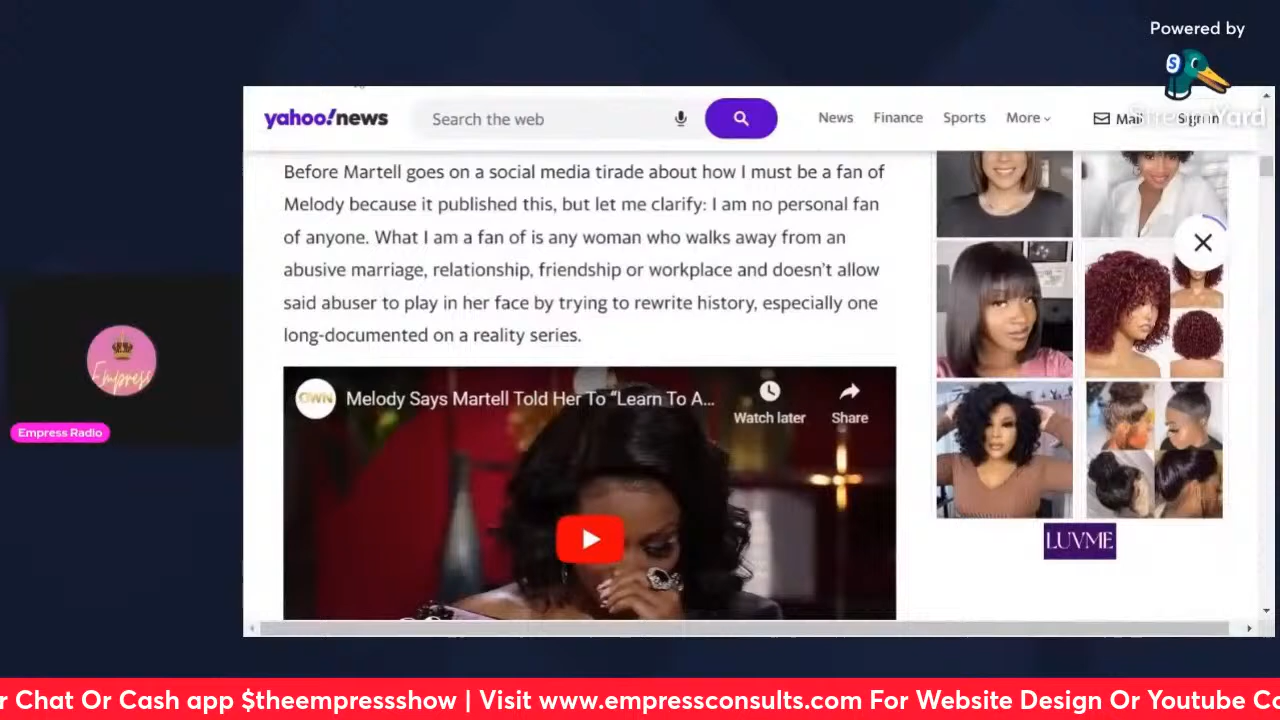 Powered by
StreamYard
yahoo!news
Search the web
News
Finance
Sports
More
Mail
Sign in
Before Martell goes on a social media tirade about how I must be a fan of
Melody because it published this, but let me clarify: I am no personal fan
of anyone. What I am a fan of is any woman who walks away from an
abusive marriage, relationship, friendship or workplace and doesn’t allow
said abuser to play in her face by trying to rewrite history, especially one
long-documented on a reality series.
OWN
Melody Says Martell Told Her To “Learn To A...
Watch later
Share
LUVME
Empress
Empress Radio
r Chat Or Cash app $theempressshow | Visit www.empressconsults.com For Website Design Or Youtube Co